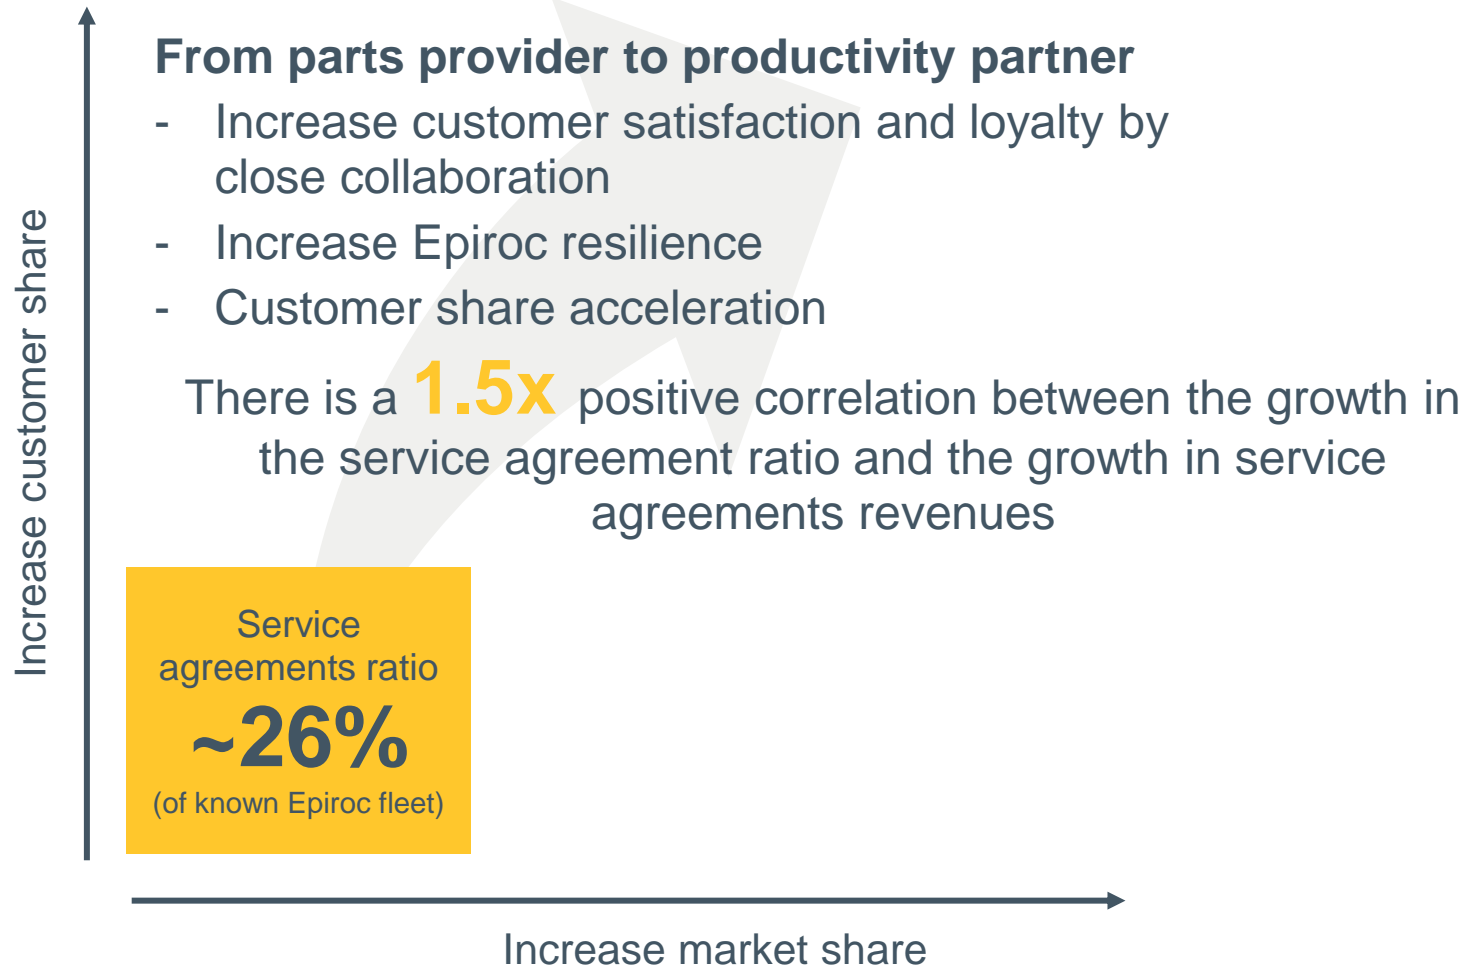 From parts provider to productivity partner
- Increase customer satisfaction and loyalty by
close collaboration
- Increase Epiroc resilience
- Customer share acceleration
There is a 1.5x positive correlation between the growth in
the service agreement ratio and the growth in service
agreements revenues
Increase customer share
Service
agreements ratio
~26%
(of known Epiroc fleet)
Increase market share